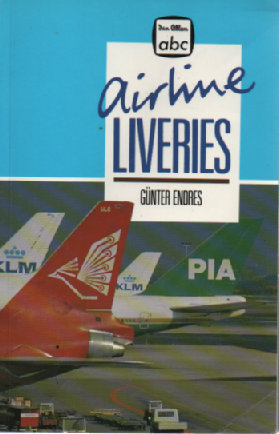 Ian Allan
abc
airline
LIVERIES
GÜNTER ENDRES
KLM
KLM
PIA